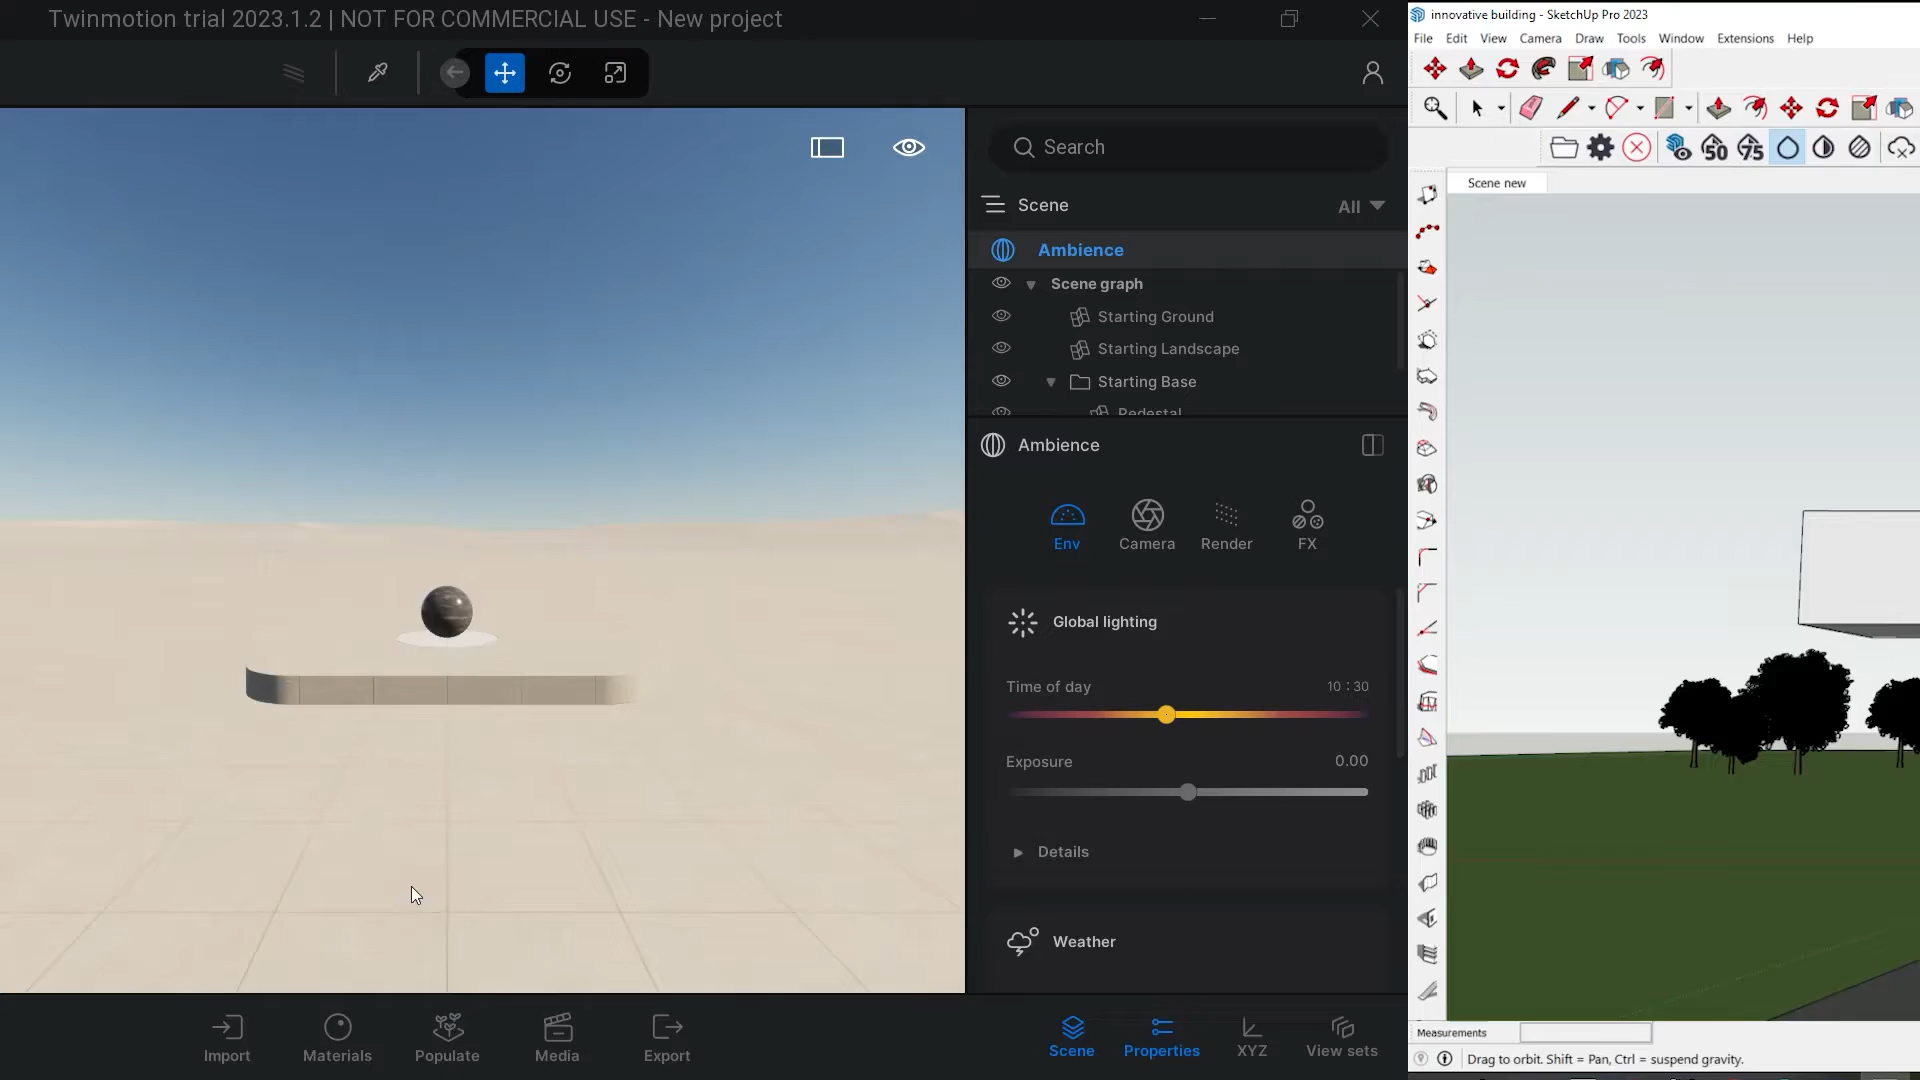 Twinmotion trial 2023.1.2 | NOT FOR COMMERCIAL USE - New project
Search
Scene
All
Ambience
Scene graph
Starting Ground
Starting Landscape
Starting Base
Pedestal
Ambience
Env
Camera
Render
FX
Global lighting
Time of day
10 : 30
Exposure
0.00
Details
Weather
Import
Materials
Populate
Media
Export
Scene
Properties
XYZ
View sets
innovative building - SketchUp Pro 2023
File Edit View Camera Draw Tools Window Extensions Help
50 75
Scene new
Measurements
Drag to orbit. Shift = Pan, Ctrl = suspend gravity.